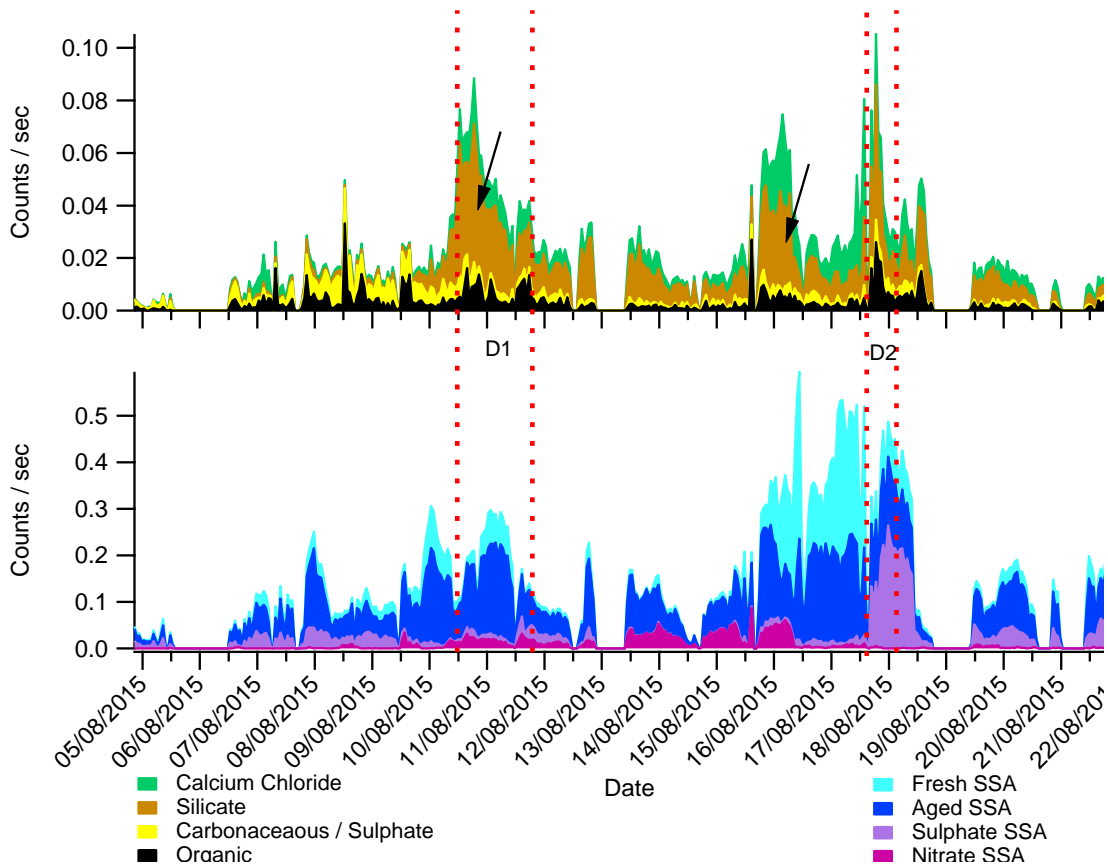 0.10
0.08
0.06
0.04
0.02
0.00
Counts / sec
D1
D2
0.5
0.4
0.3
0.2
0.1
0.0
Counts / sec
05/08/2015
06/08/2015
07/08/2015
08/08/2015
09/08/2015
10/08/2015
11/08/2015
12/08/2015
13/08/2015
14/08/2015
15/08/2015
16/08/2015
17/08/2015
18/08/2015
19/08/2015
20/08/2015
21/08/2015
22/08/201
Date
Calcium Chloride
Silicate
Carbonaceaous / Sulphate
Organic
Fresh SSA
Aged SSA
Sulphate SSA
Nitrate SSA